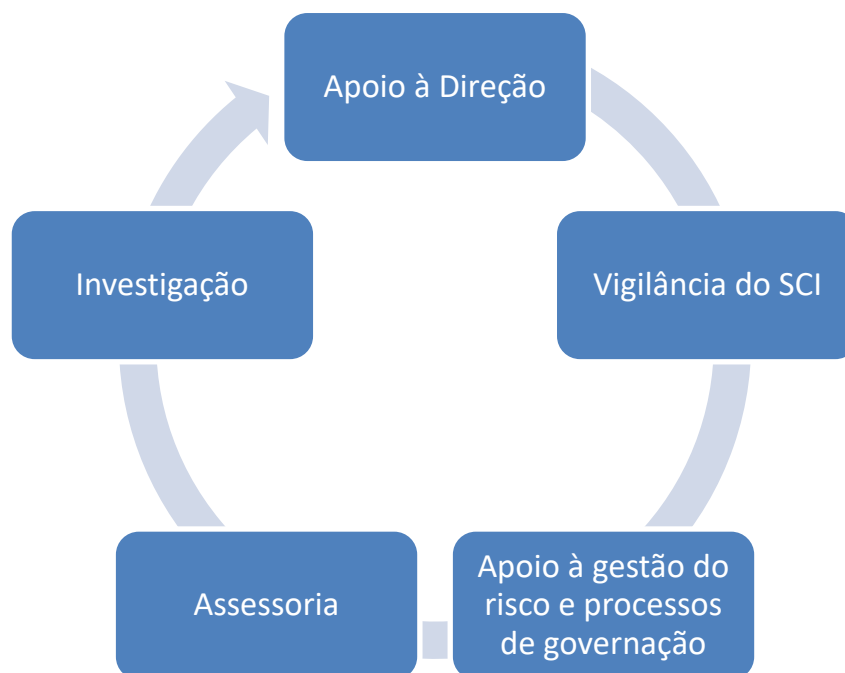 Apoio à Direção
Vigilância do SCI
Apoio à gestão do
risco e processos
de governação
Assessoria
Investigação